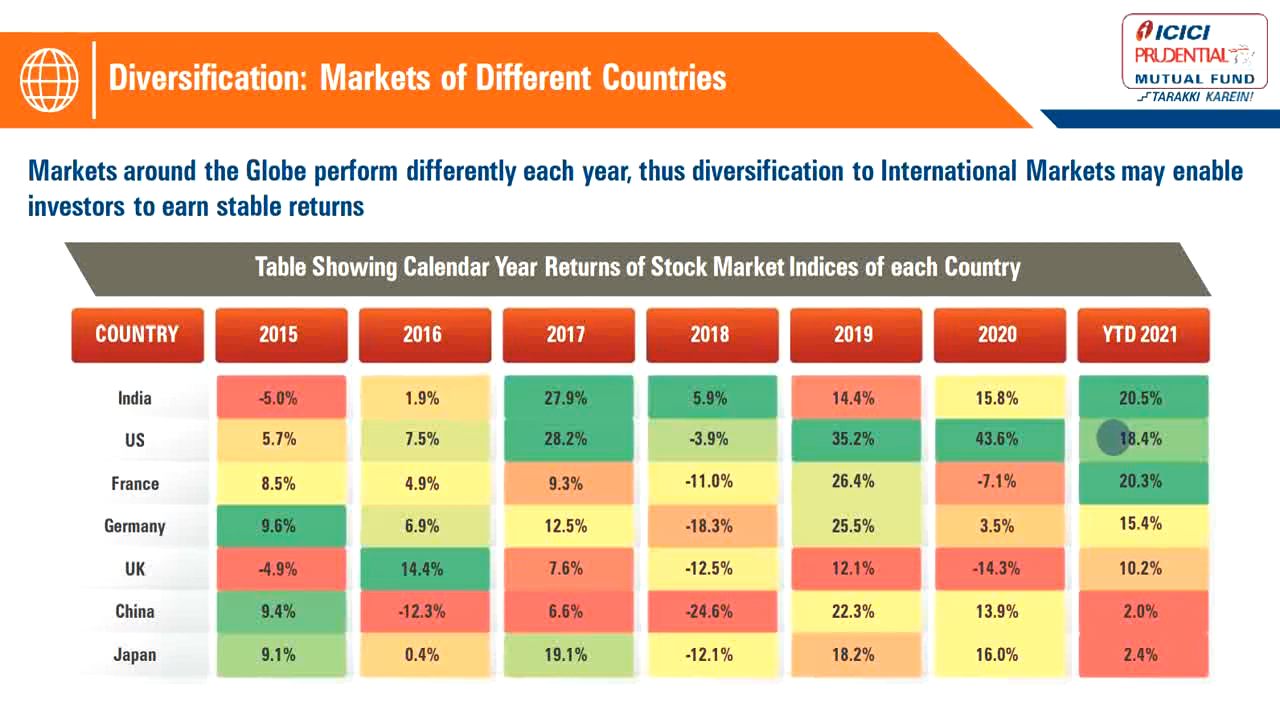 ICICI
PRUDENTIAL
MUTUAL FUND
TARAKKI KAREIN!
Diversification: Markets of Different Countries
Markets around the Globe perform differently each year, thus diversification to International Markets may enable
investors to earn stable returns
Table Showing Calendar Year Returns of Stock Market Indices of each Country
COUNTRY 2015 2016 2017 2018 2019 2020 YTD 2021
India -5.0% 1.9% 27.9% 5.9% 14.4% 15.8% 20.5%
US 5.7% 7.5% 28.2% -3.9% 35.2% 43.6% 18.4%
France 8.5% 4.9% 9.3% -11.0% 26.4% -7.1% 20.3%
Germany 9.6% 6.9% 12.5% -18.3% 25.5% 3.5% 15.4%
UK -4.9% 14.4% 7.6% -12.5% 12.1% -14.3% 10.2%
China 9.4% -12.3% 6.6% -24.6% 22.3% 13.9% 2.0%
Japan 9.1% 0.4% 19.1% -12.1% 18.2% 16.0% 2.4%